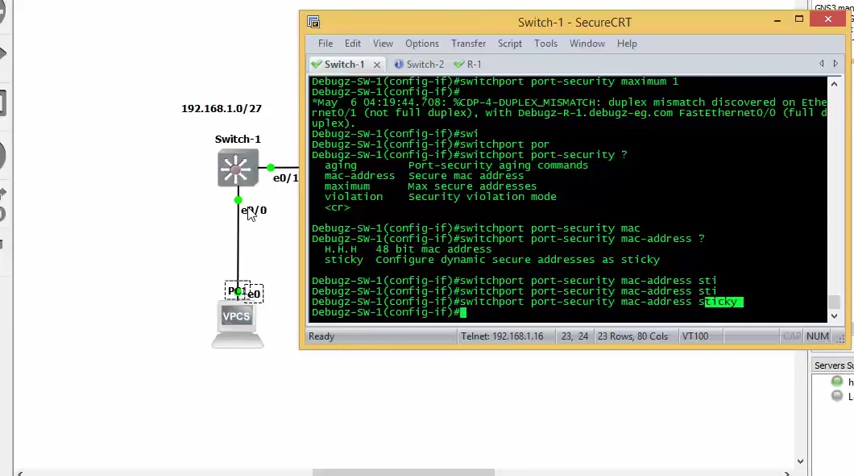 GNS3 man
Switch-1 - SecureCRT
File Edit View Options Transfer Script Tools Window Help
Switch-1 Switch-2 R-1
Debugz-SW-1(config-if)#switchport port-security maximum 1
Debugz-SW-1(config-if)#
*May  6 04:19:44.708: %CDP-4-DUPLEX_MISMATCH: duplex mismatch discovered on Ethe
rnet0/1 (not full duplex), with Debugz-R-1.debugz-eg.com FastEthernet0/0 (full d
uplex).
Debugz-SW-1(config-if)#swi
Debugz-SW-1(config-if)#switchport por
Debugz-SW-1(config-if)#switchport port-security ?
aging Port-security aging commands
mac-address Secure mac address
maximum Max secure addresses
violation Security violation mode
<cr>
Debugz-SW-1(config-if)#switchport port-security mac
Debugz-SW-1(config-if)#switchport port-security mac-address ?
H.H.H 48 bit mac address
sticky Configure dynamic secure addresses as sticky
Debugz-SW-1(config-if)#switchport port-security mac-address sti
Debugz-SW-1(config-if)#switchport port-security mac-address sti
Debugz-SW-1(config-if)#switchport port-security mac-address sticky
Debugz-SW-1(config-if)#
Ready Telnet: 192.168.1.16 23, 24 23 Rows, 80 Cols VT100 CAP NUM
192.168.1.0/27
Switch-1
e0/1
e0/0
PC1
e0
VPCS
Servers Su
h
L